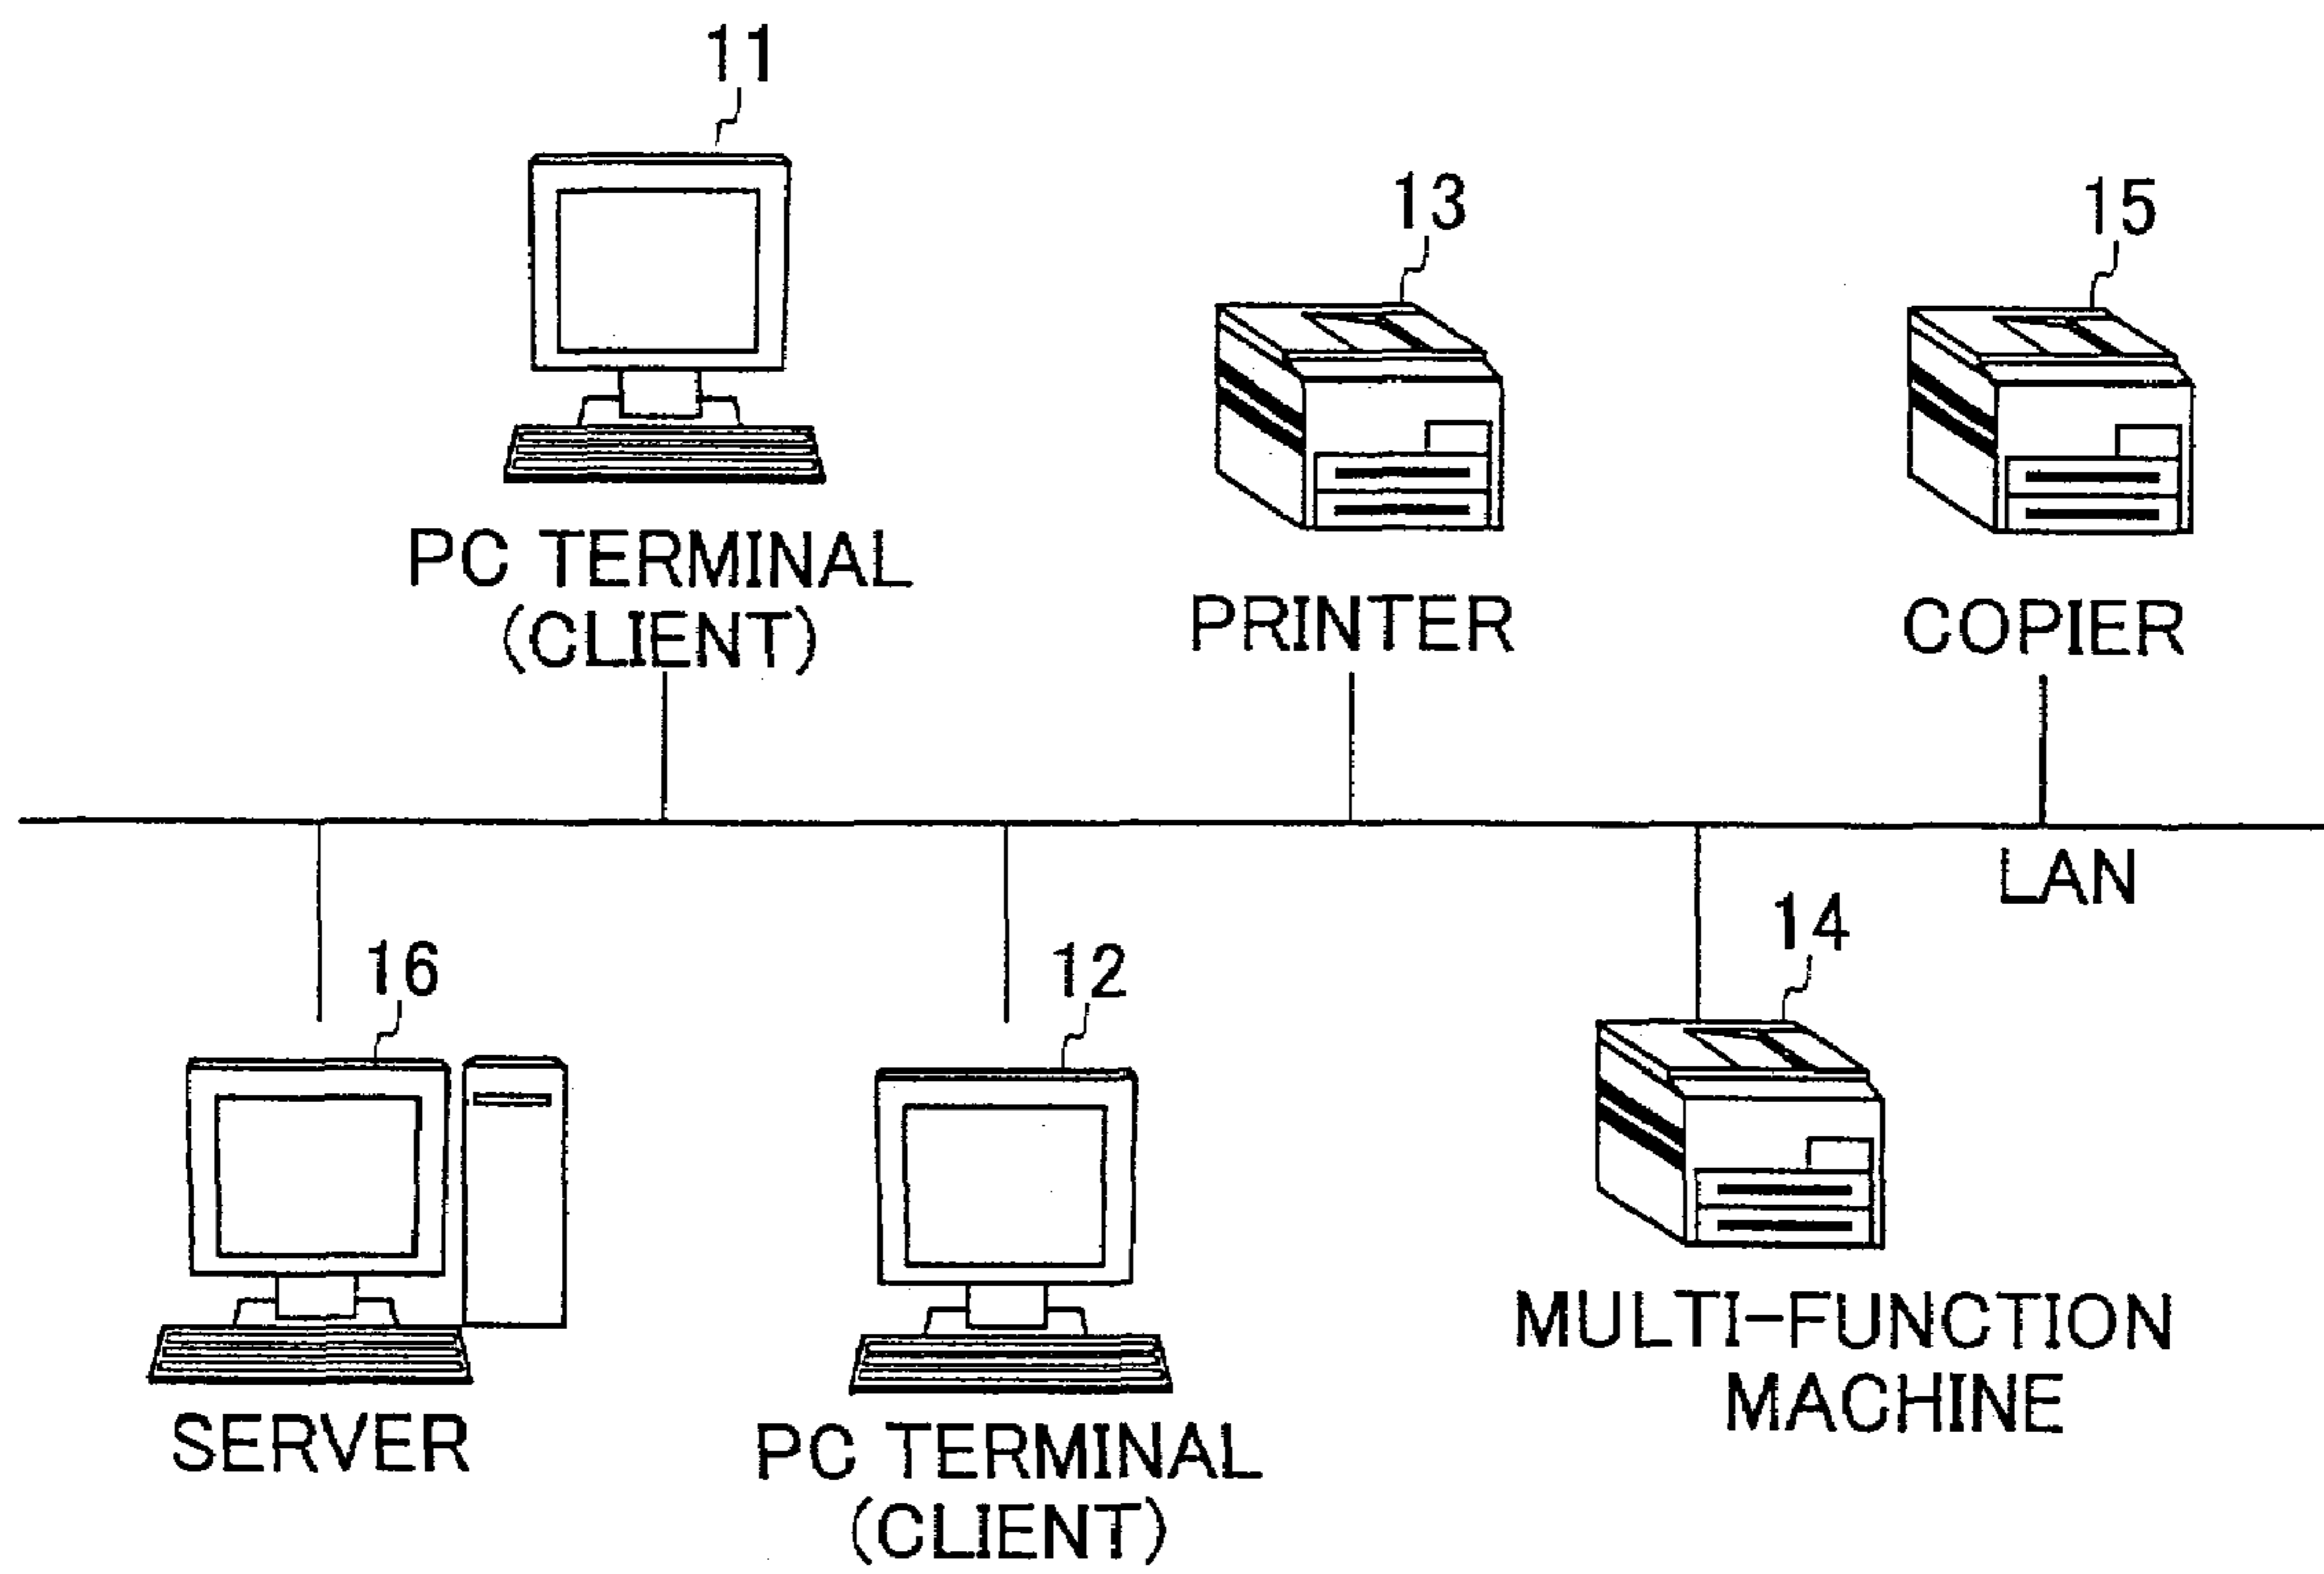 11
13
15
PC TERMINAL
(CLIENT)
PRINTER
COPIER
LAN
16
12
14
SERVER
PC TERMINAL
(CLIENT)
MULTI-FUNCTION
MACHINE